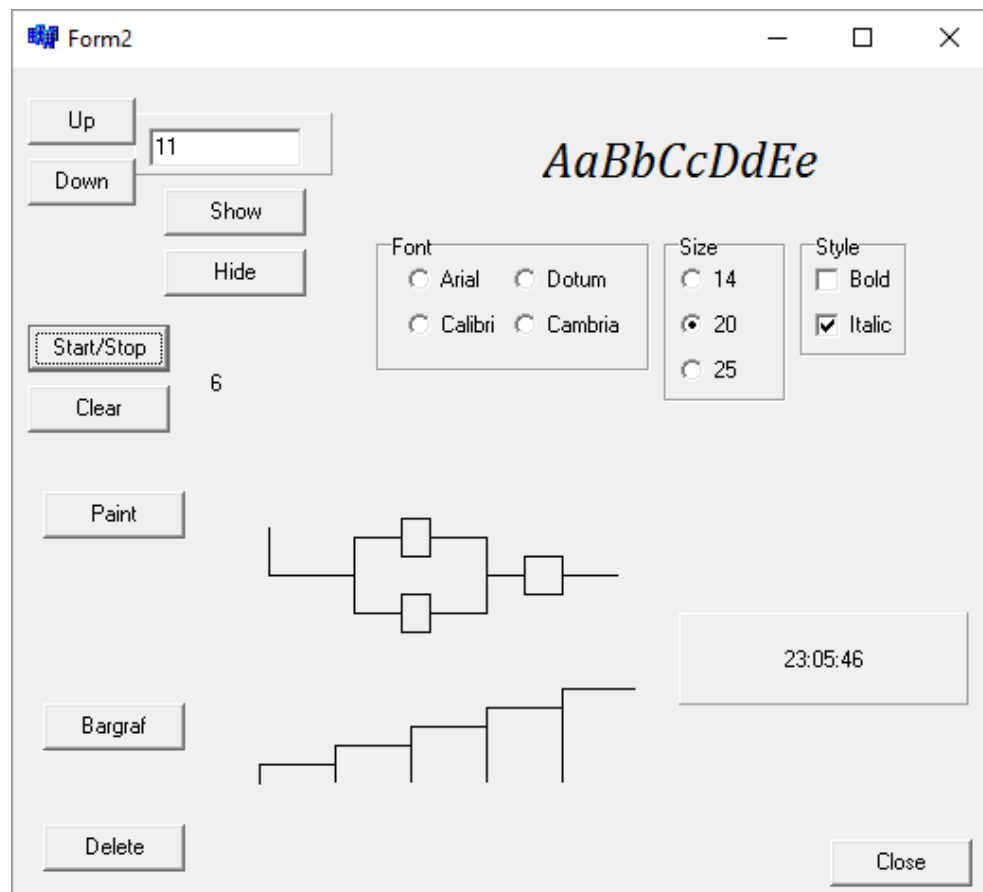 Form2
Up
11
Down
Show
Hide
AaBbCcDdEe
Font
Arial
Dotum
Calibri
Cambria
Size
14
20
25
Style
Bold
Italic
Start/Stop
6
Clear
Paint
23:05:46
Bargraf
Delete
Close